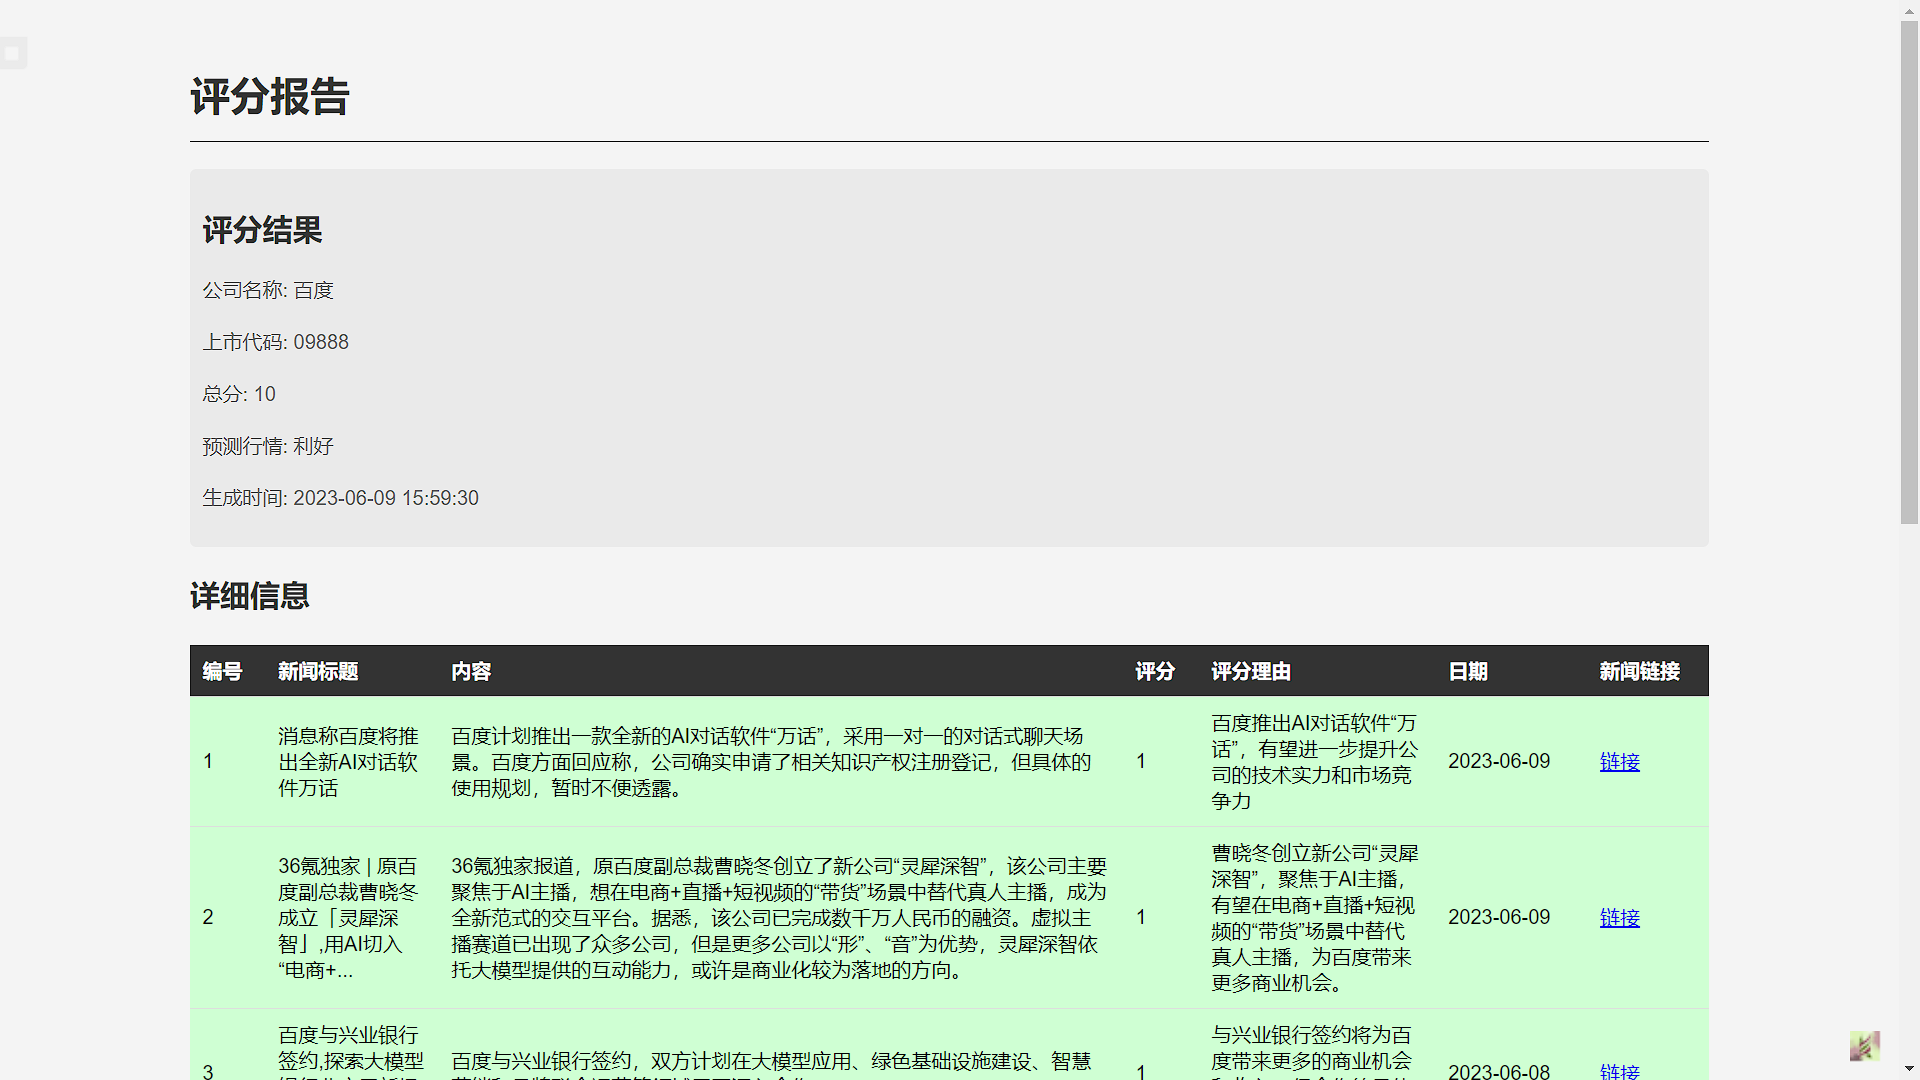 评分报告
评分结果
公司名称: 百度
上市代码: 09888
总分: 10
预测行情: 利好
生成时间: 2023-06-09 15:59:30
详细信息
编号 新闻标题 内容 评分 评分理由 日期 新闻链接
1
消息称百度将推
出全新AI对话软
件万话
百度计划推出一款全新的AI对话软件“万话”，采用一对一的对话式聊天场
景。百度方面回应称，公司确实申请了相关知识产权注册登记，但具体的
使用规划，暂时不便透露。
1
百度推出AI对话软件“万
话”，有望进一步提升公
司的技术实力和市场竞
争力
2023-06-09
链接
2
36氪独家 | 原百
度副总裁曹晓冬
成立「灵犀深
智」,用AI切入
“电商+...
36氪独家报道，原百度副总裁曹晓冬创立了新公司“灵犀深智”，该公司主要
聚焦于AI主播，想在电商+直播+短视频的“带货”场景中替代真人主播，成为
全新范式的交互平台。据悉，该公司已完成数千万人民币的融资。虚拟主
播赛道已出现了众多公司，但是更多公司以“形”、“音”为优势，灵犀深智依
托大模型提供的互动能力，或许是商业化较为落地的方向。
1
曹晓冬创立新公司“灵犀
深智”，聚焦于AI主播，
有望在电商+直播+短视
频的“带货”场景中替代
真人主播，为百度带来
更多商业机会。
2023-06-09
链接
3
百度与兴业银行
签约,探索大模型
百度与兴业银行签约，双方计划在大模型应用、绿色基础设施建设、智慧
1
与兴业银行签约将为百
度带来更多的商业机会
2023-06-08
链接